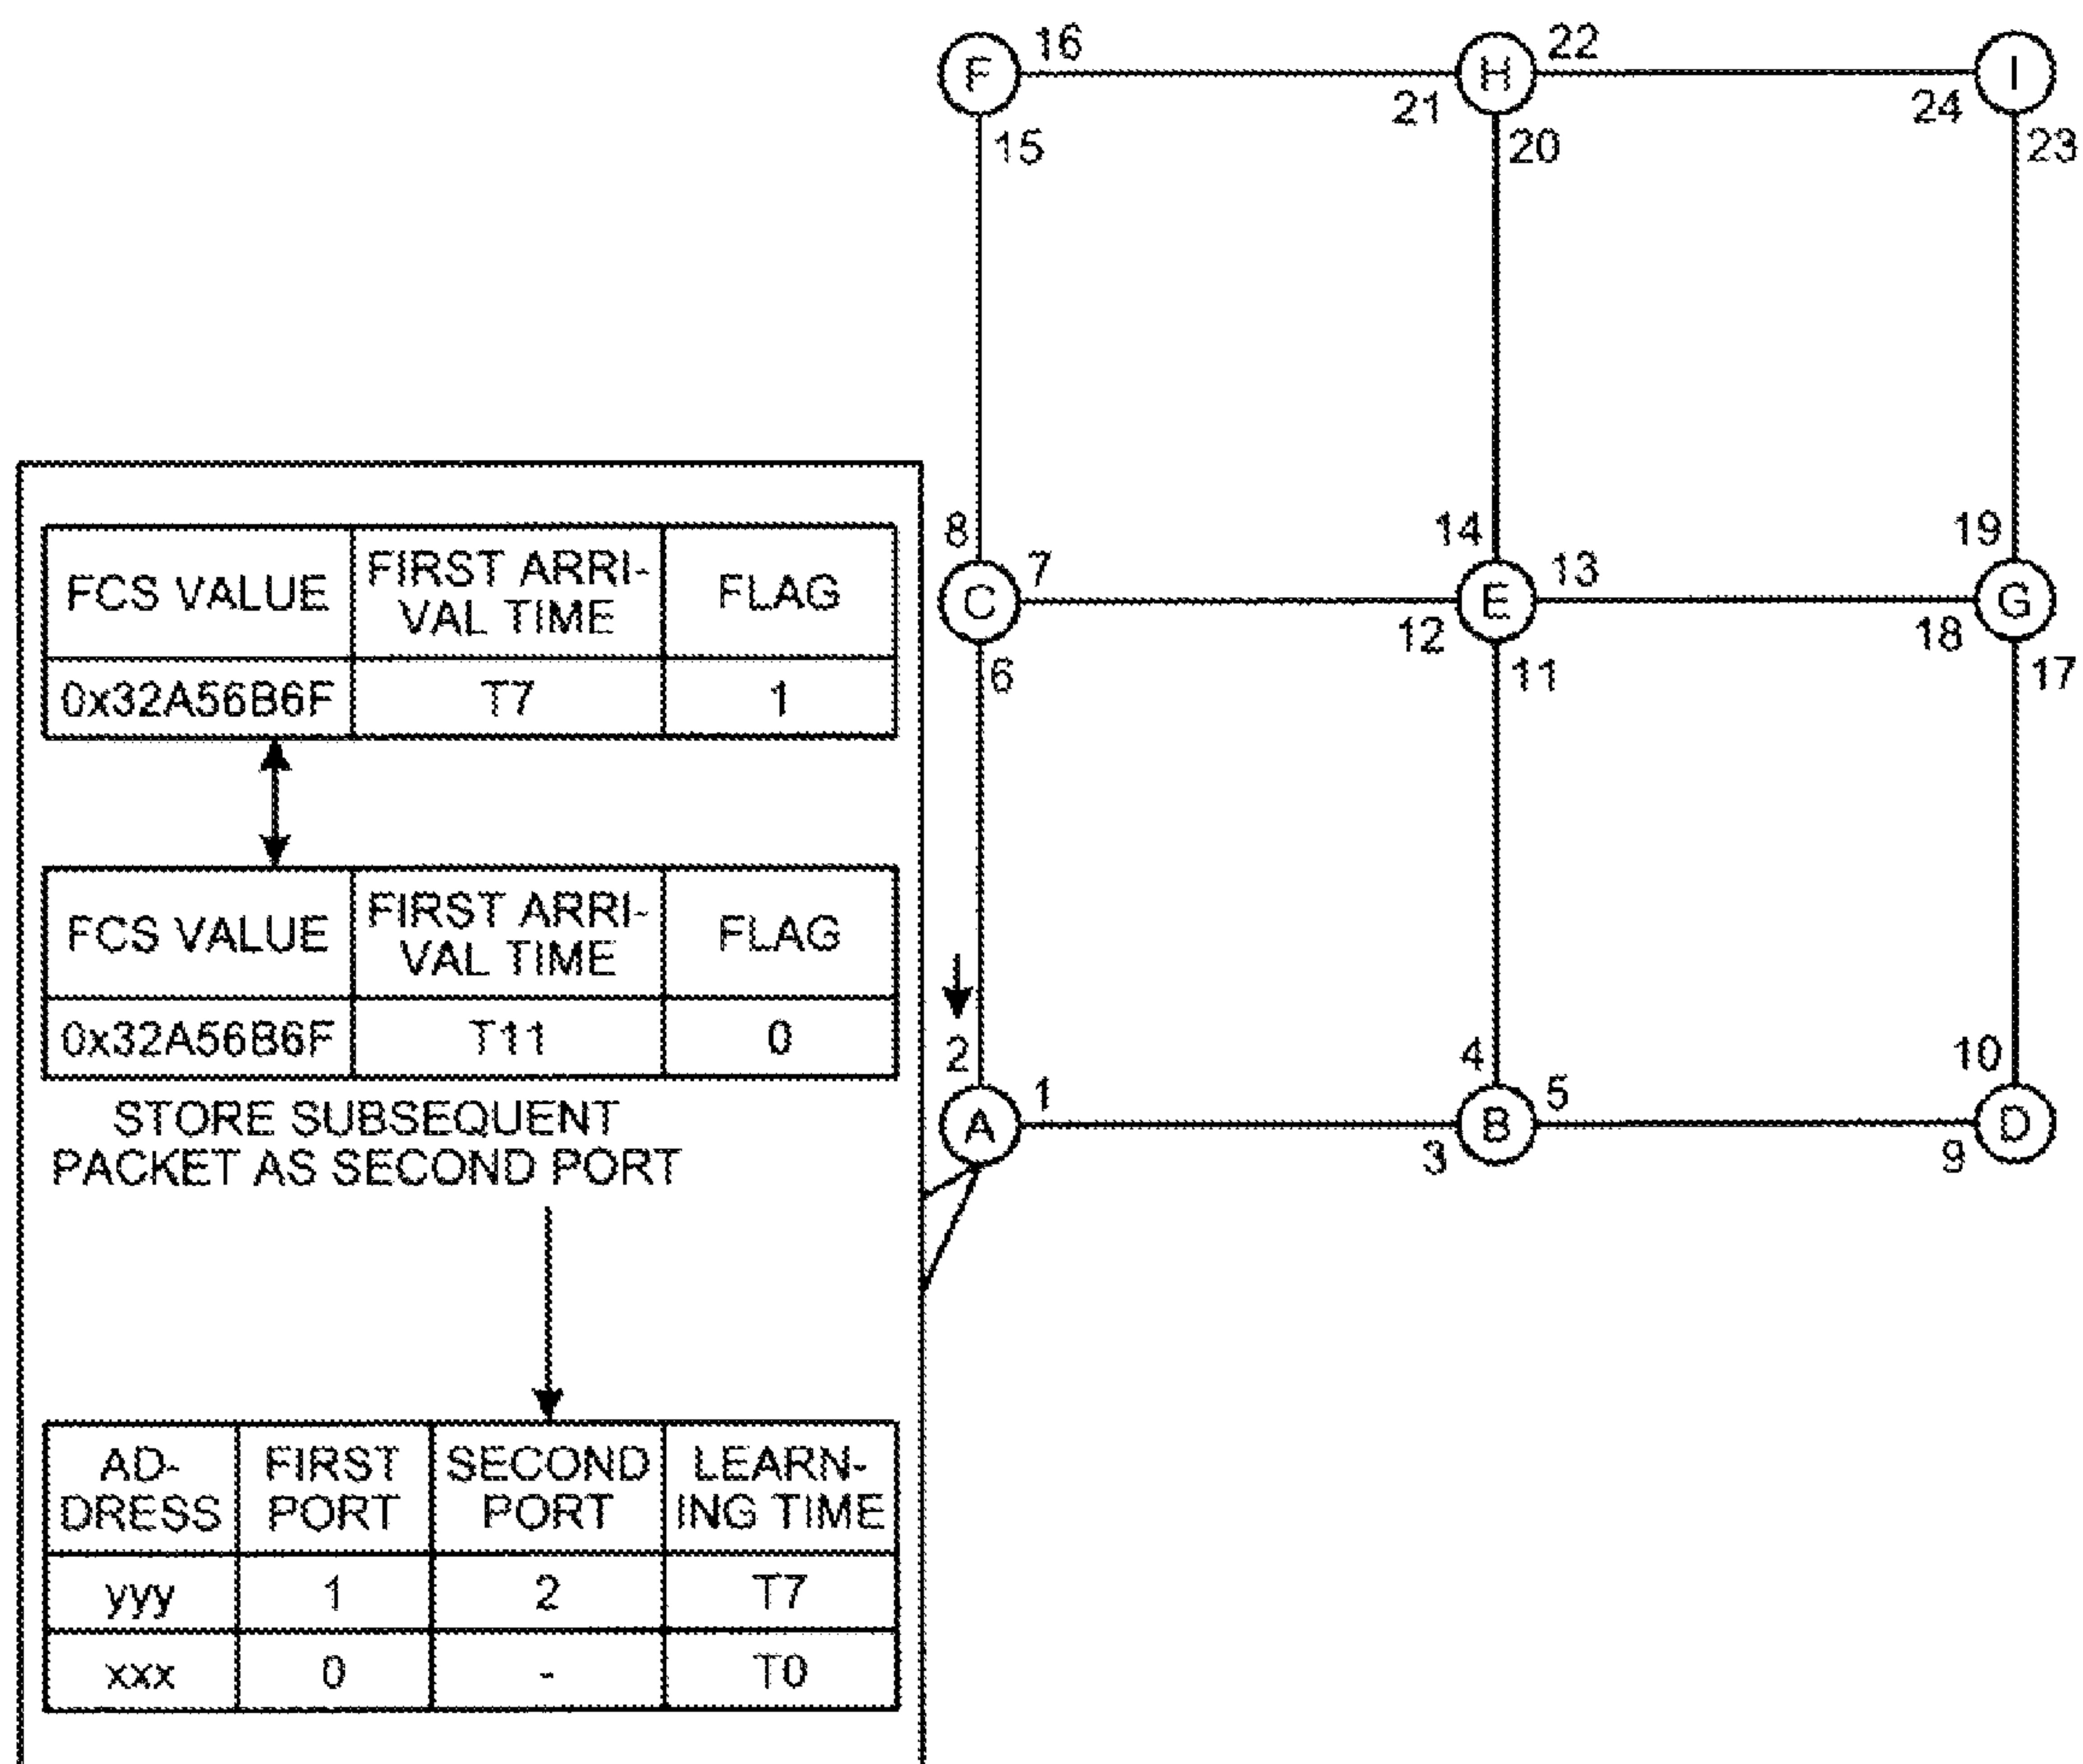 F 16 H 22 I
21 24
15 20 23
8 14 19
C 7 E 13 G
12 18
6 11 17
2 4 10
A 1 B 5 D
3 9
FCS VALUE
FIRST ARRI-
VAL TIME
FLAG
0x32A56B6F T7 1
FCS VALUE
FIRST ARRI-
VAL TIME
FLAG
0x32A56B6F T11 0
STORE SUBSEQUENT
PACKET AS SECOND PORT
AD-
DRESS
FIRST
PORT
SECOND
PORT
LEARN-
ING TIME
yyy 1 2 T7
xxx 0 - T0